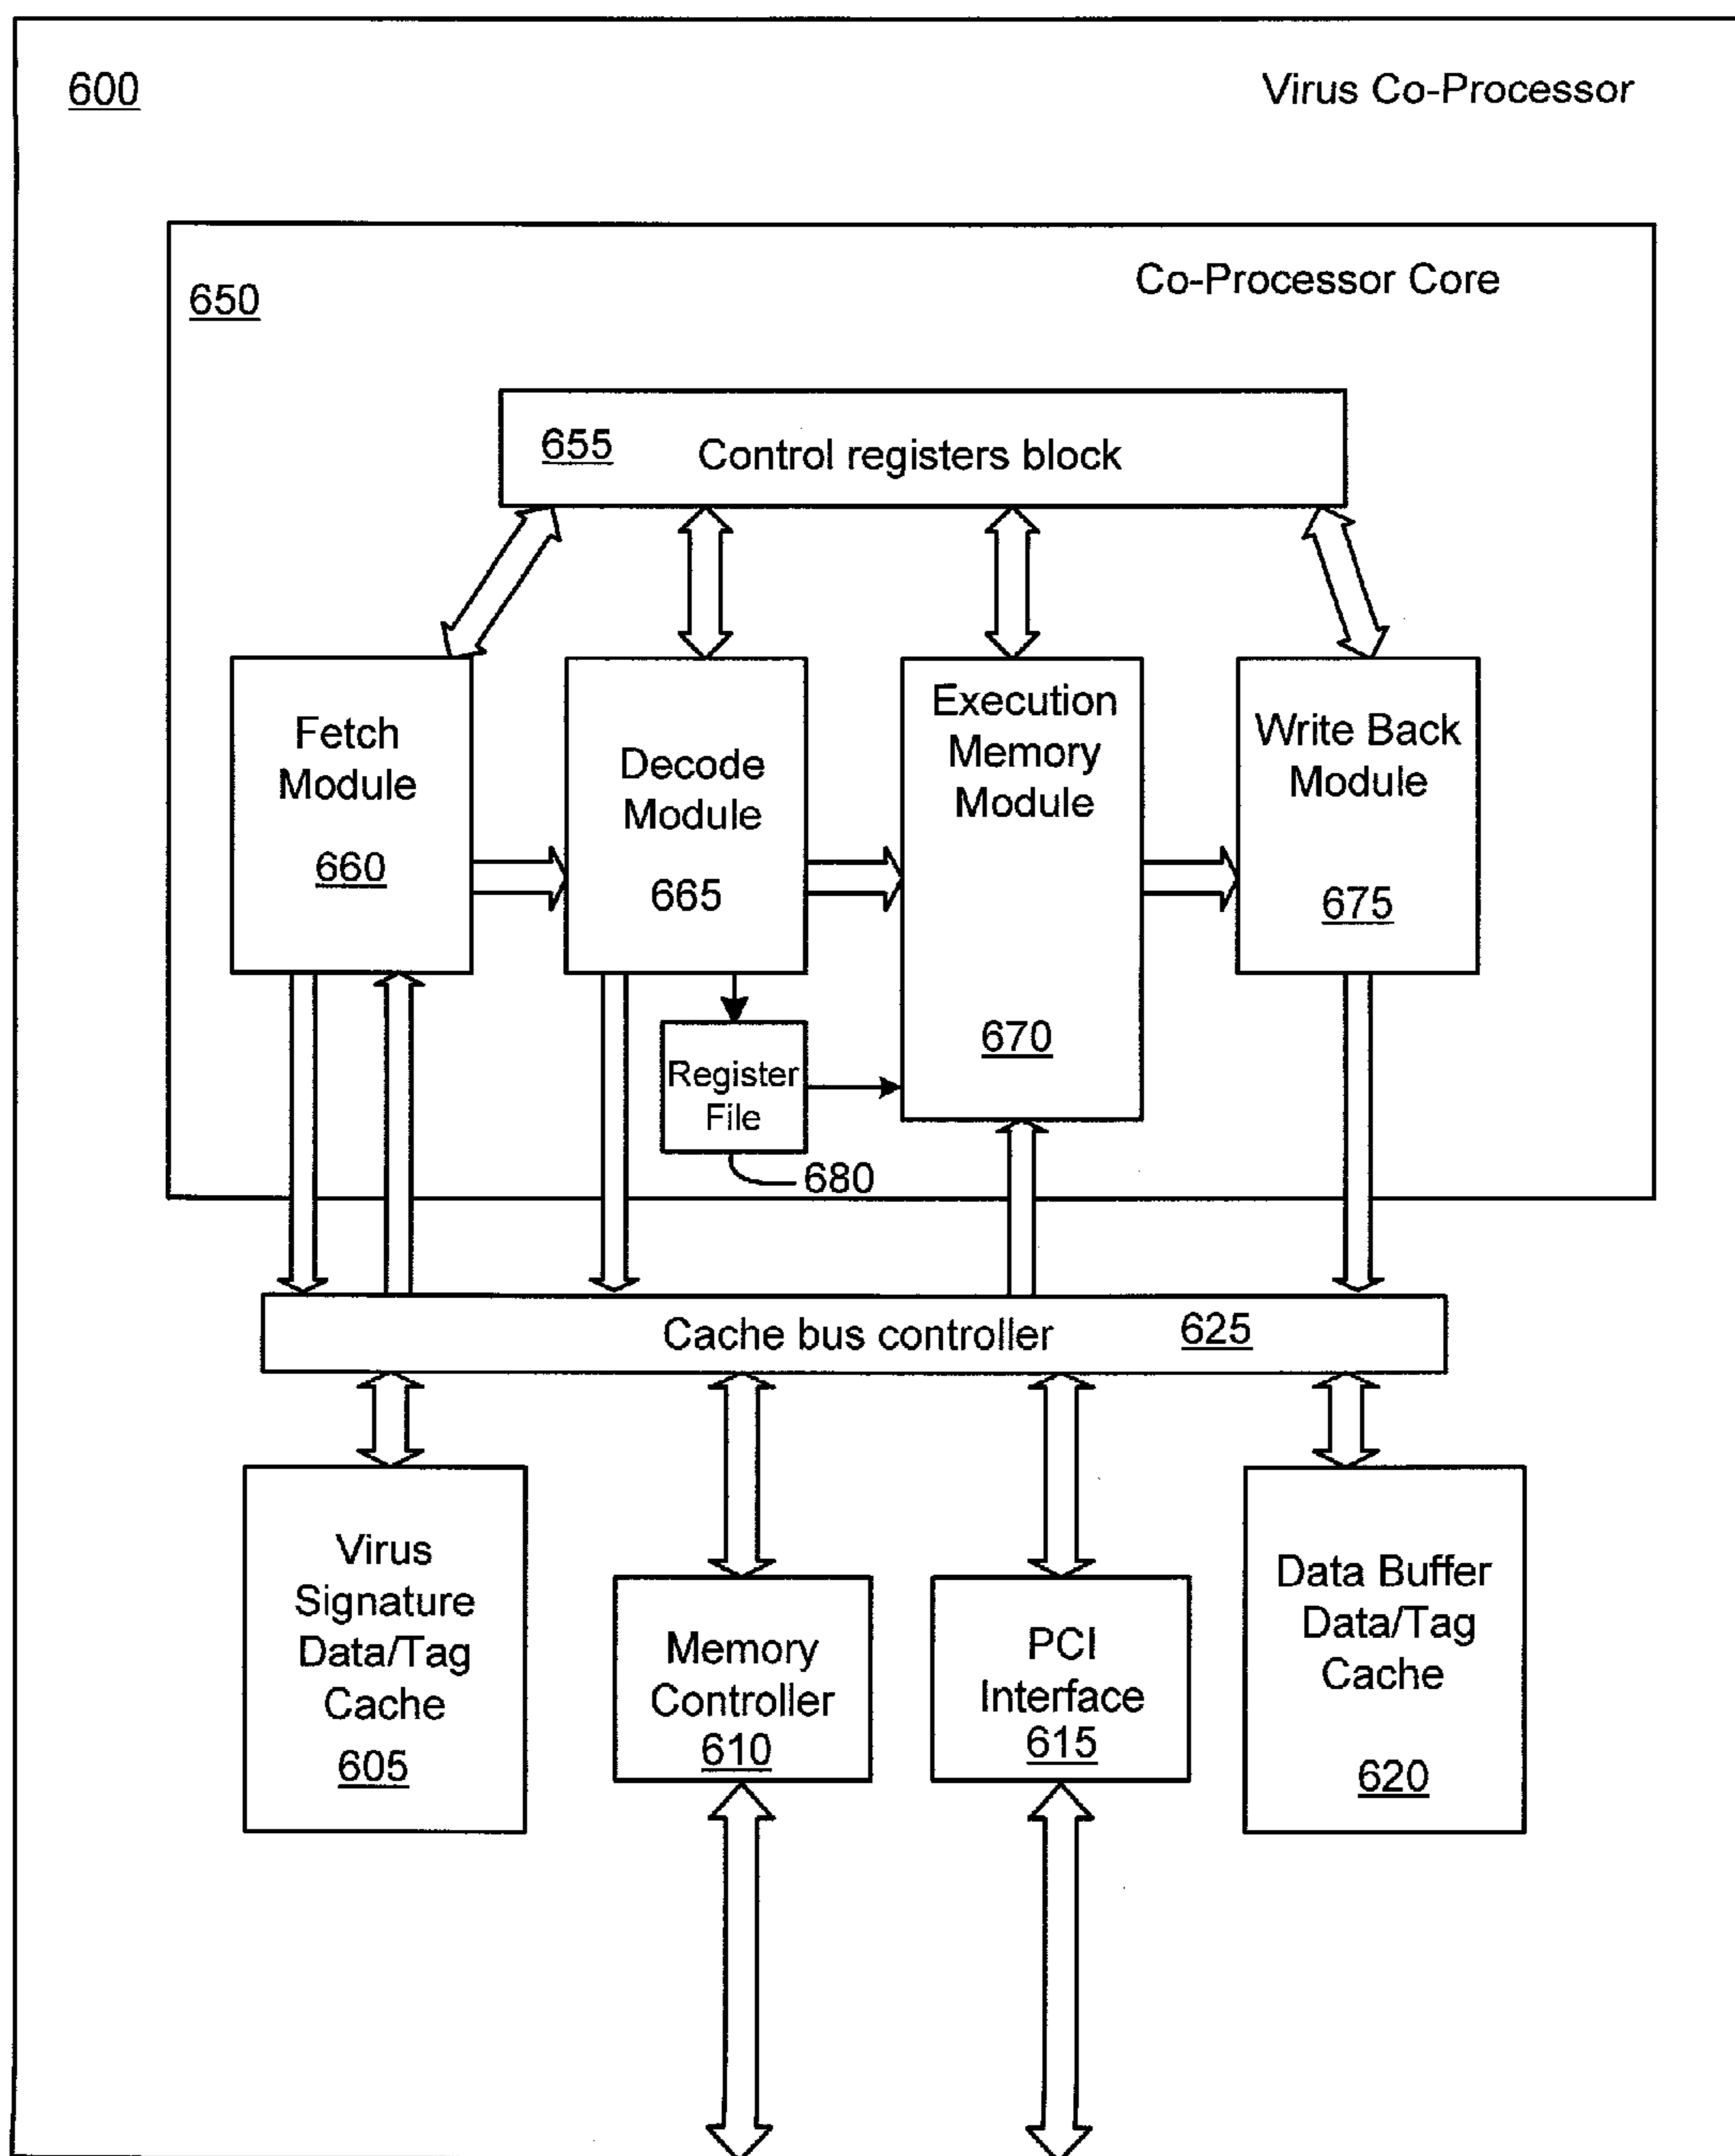 600
Virus Co-Processor
650
Co-Processor Core
655
Control registers block
Fetch
Module
660
Decode
Module
665
Execution
Memory
Module
670
Write Back
Module
675
Register
File
680
Cache bus controller
625
Virus
Signature
Data/Tag
Cache
605
Memory
Controller
610
PCI
Interface
615
Data Buffer
Data/Tag
Cache
620